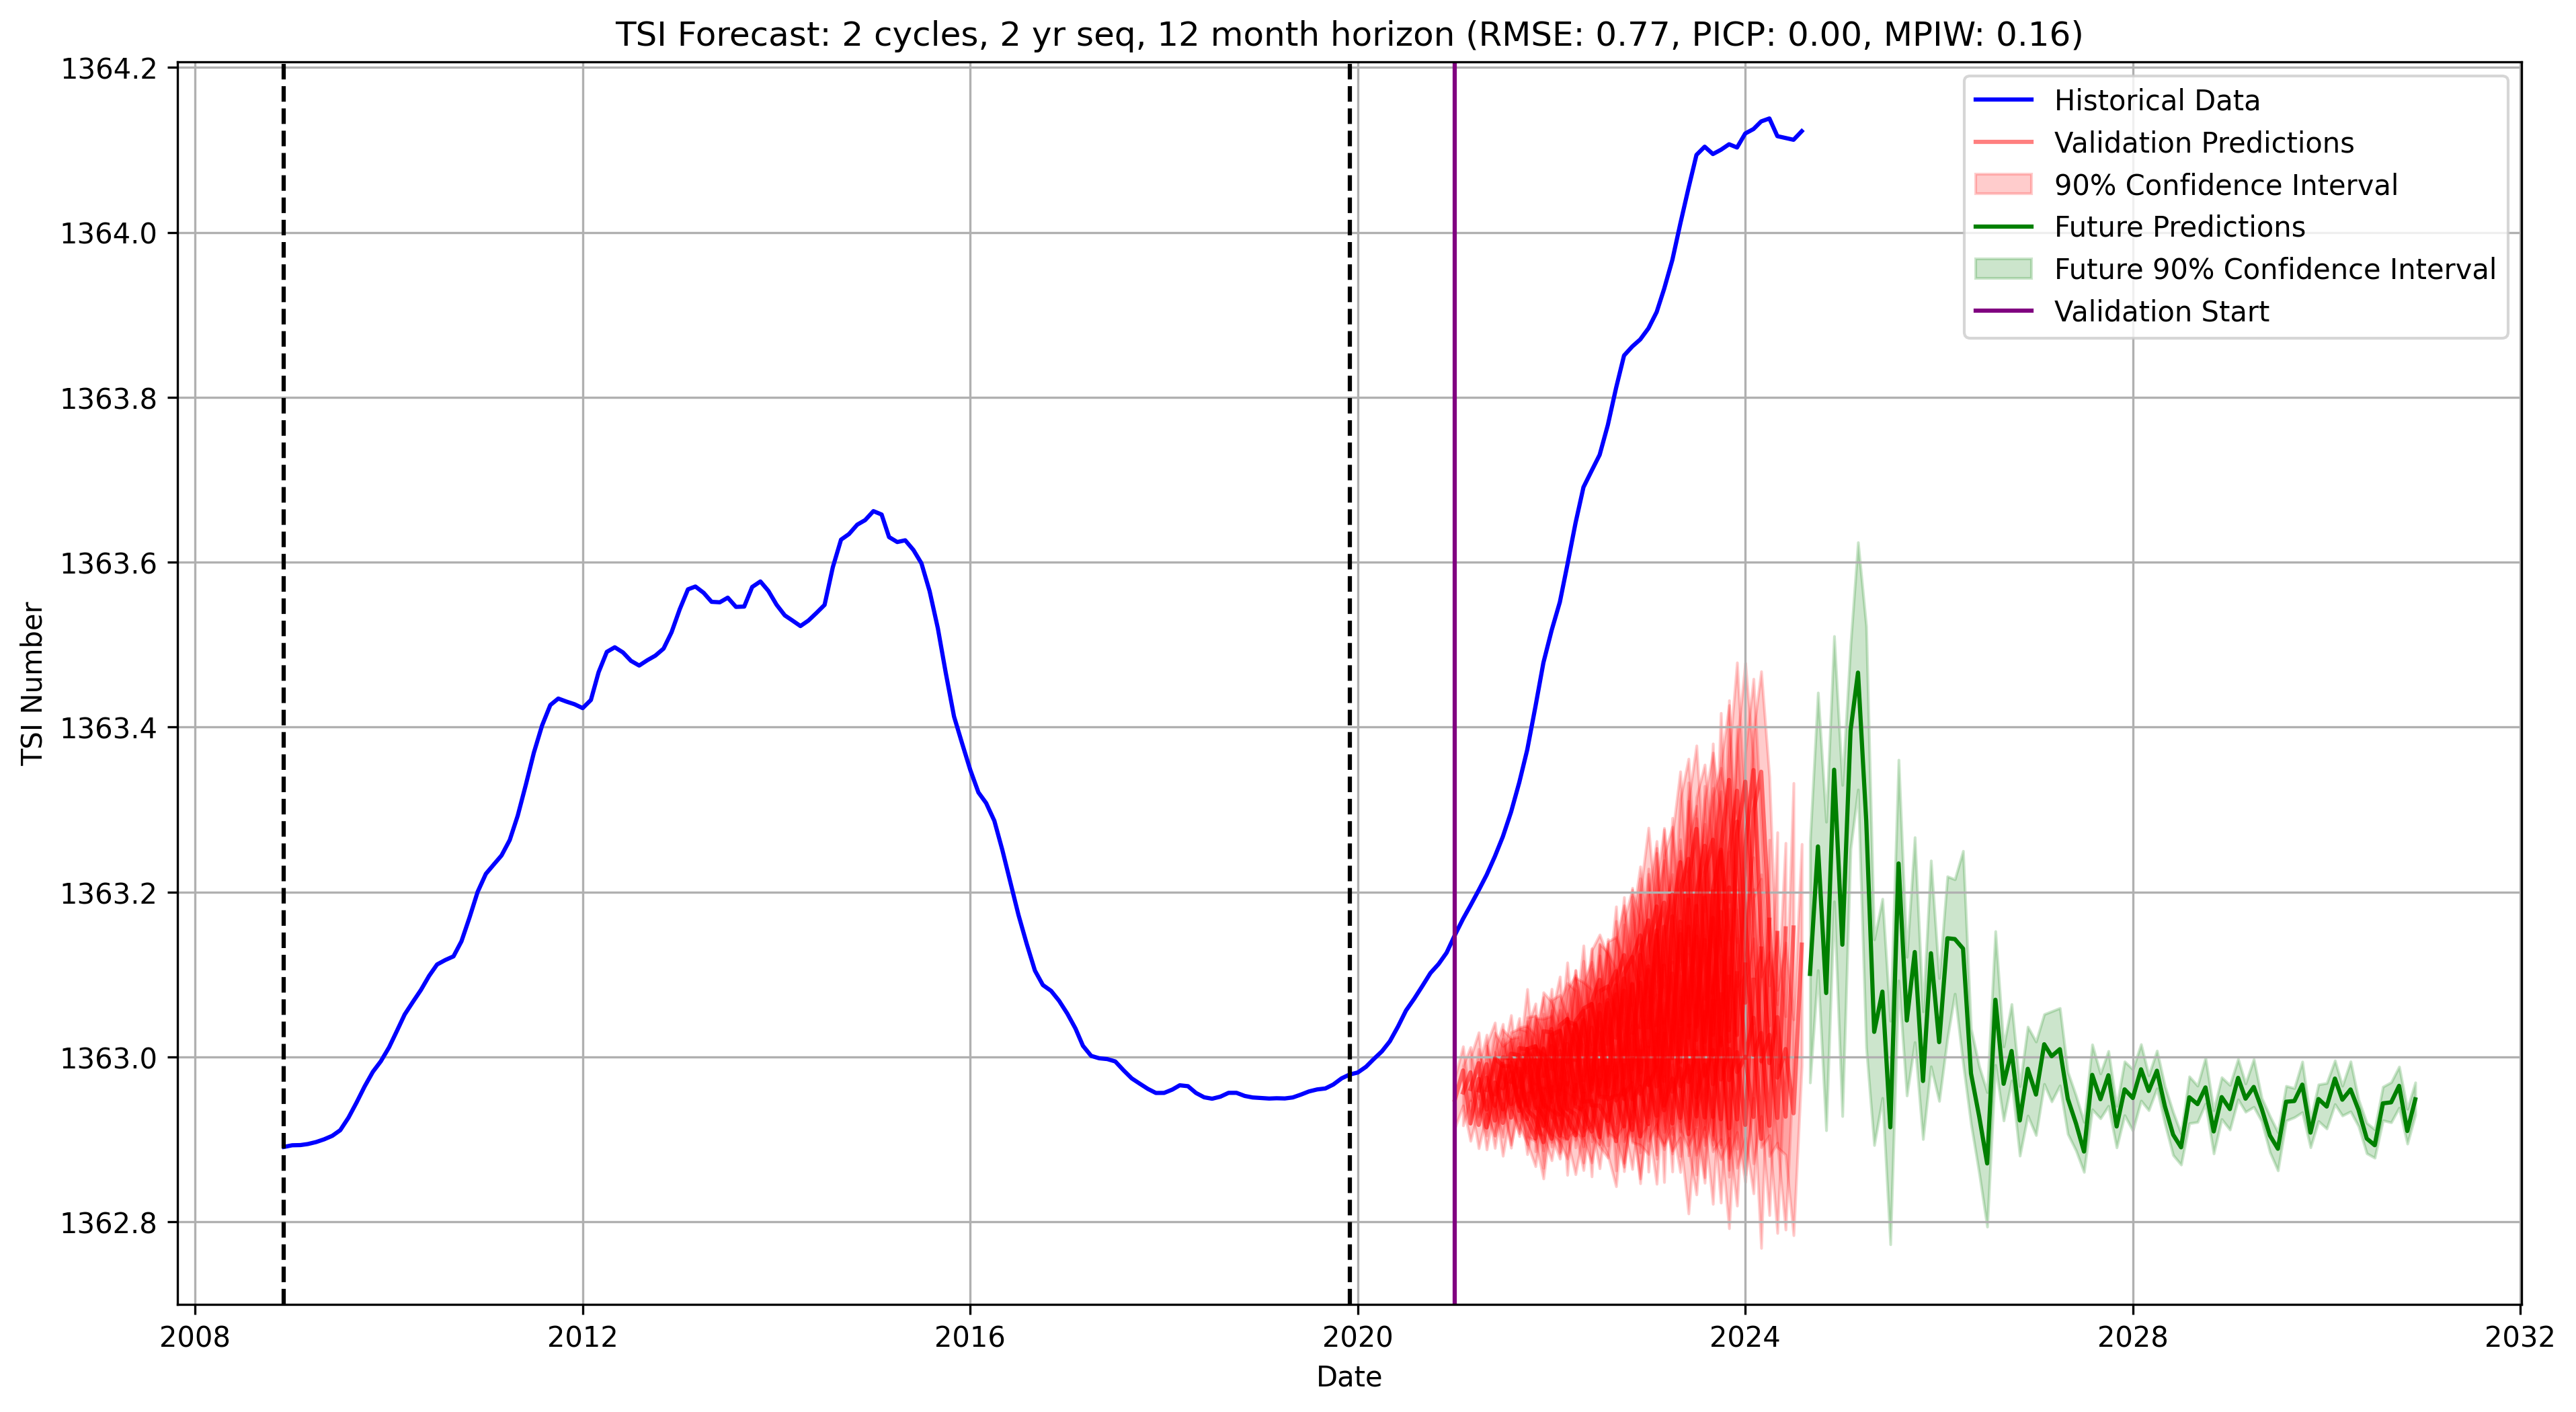 TSI Forecast: 2 cycles, 2 yr seq, 12 month horizon (RMSE: 0.77, PICP: 0.00, MPIW: 0.16)
1364.2
1364.0
1363.8
1363.6
1363.4
1363.2
1363.0
1362.8
TSI Number
Historical Data
Validation Predictions
90% Confidence Interval
Future Predictions
Future 90% Confidence Interval
Validation Start
2008 2012 2016 2020 2024 2028 2032
Date